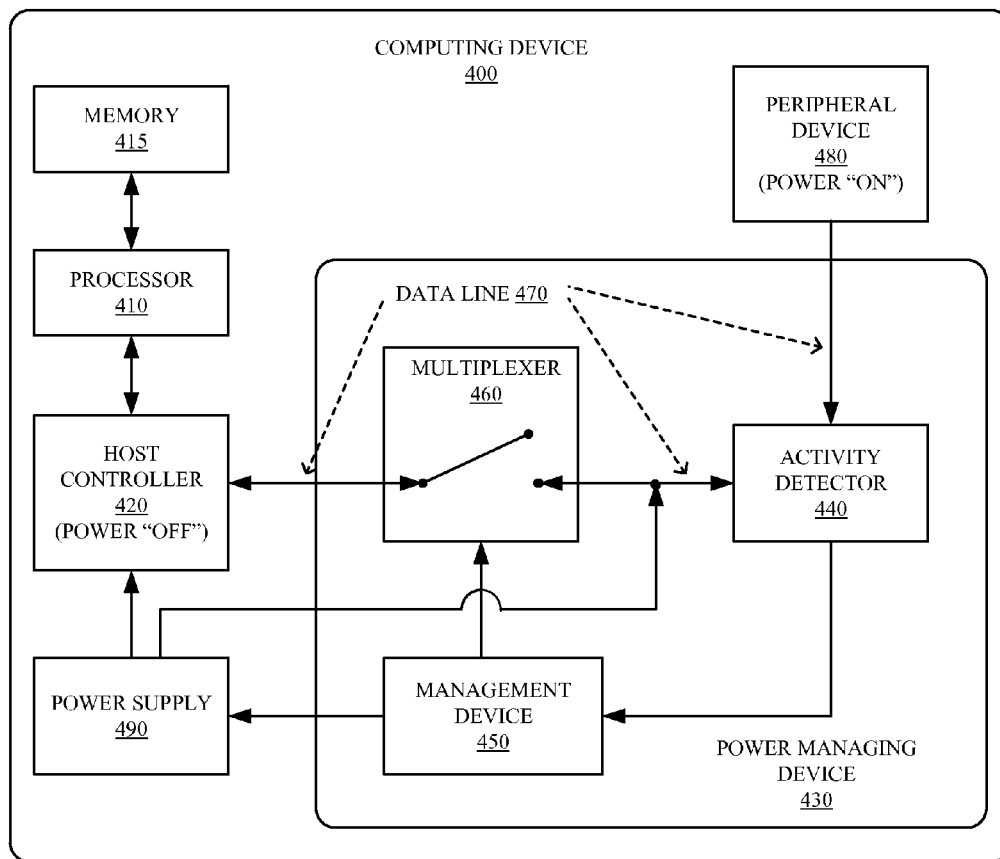 COMPUTING DEVICE
400
MEMORY
415
PERIPHERAL
DEVICE
480
(POWER “ON”)
PROCESSOR
410
DATA LINE 470
MULTIPLEXER
460
HOST
CONTROLLER
420
(POWER “OFF”)
ACTIVITY
DETECTOR
440
POWER SUPPLY
490
MANAGEMENT
DEVICE
450
POWER MANAGING
DEVICE
430